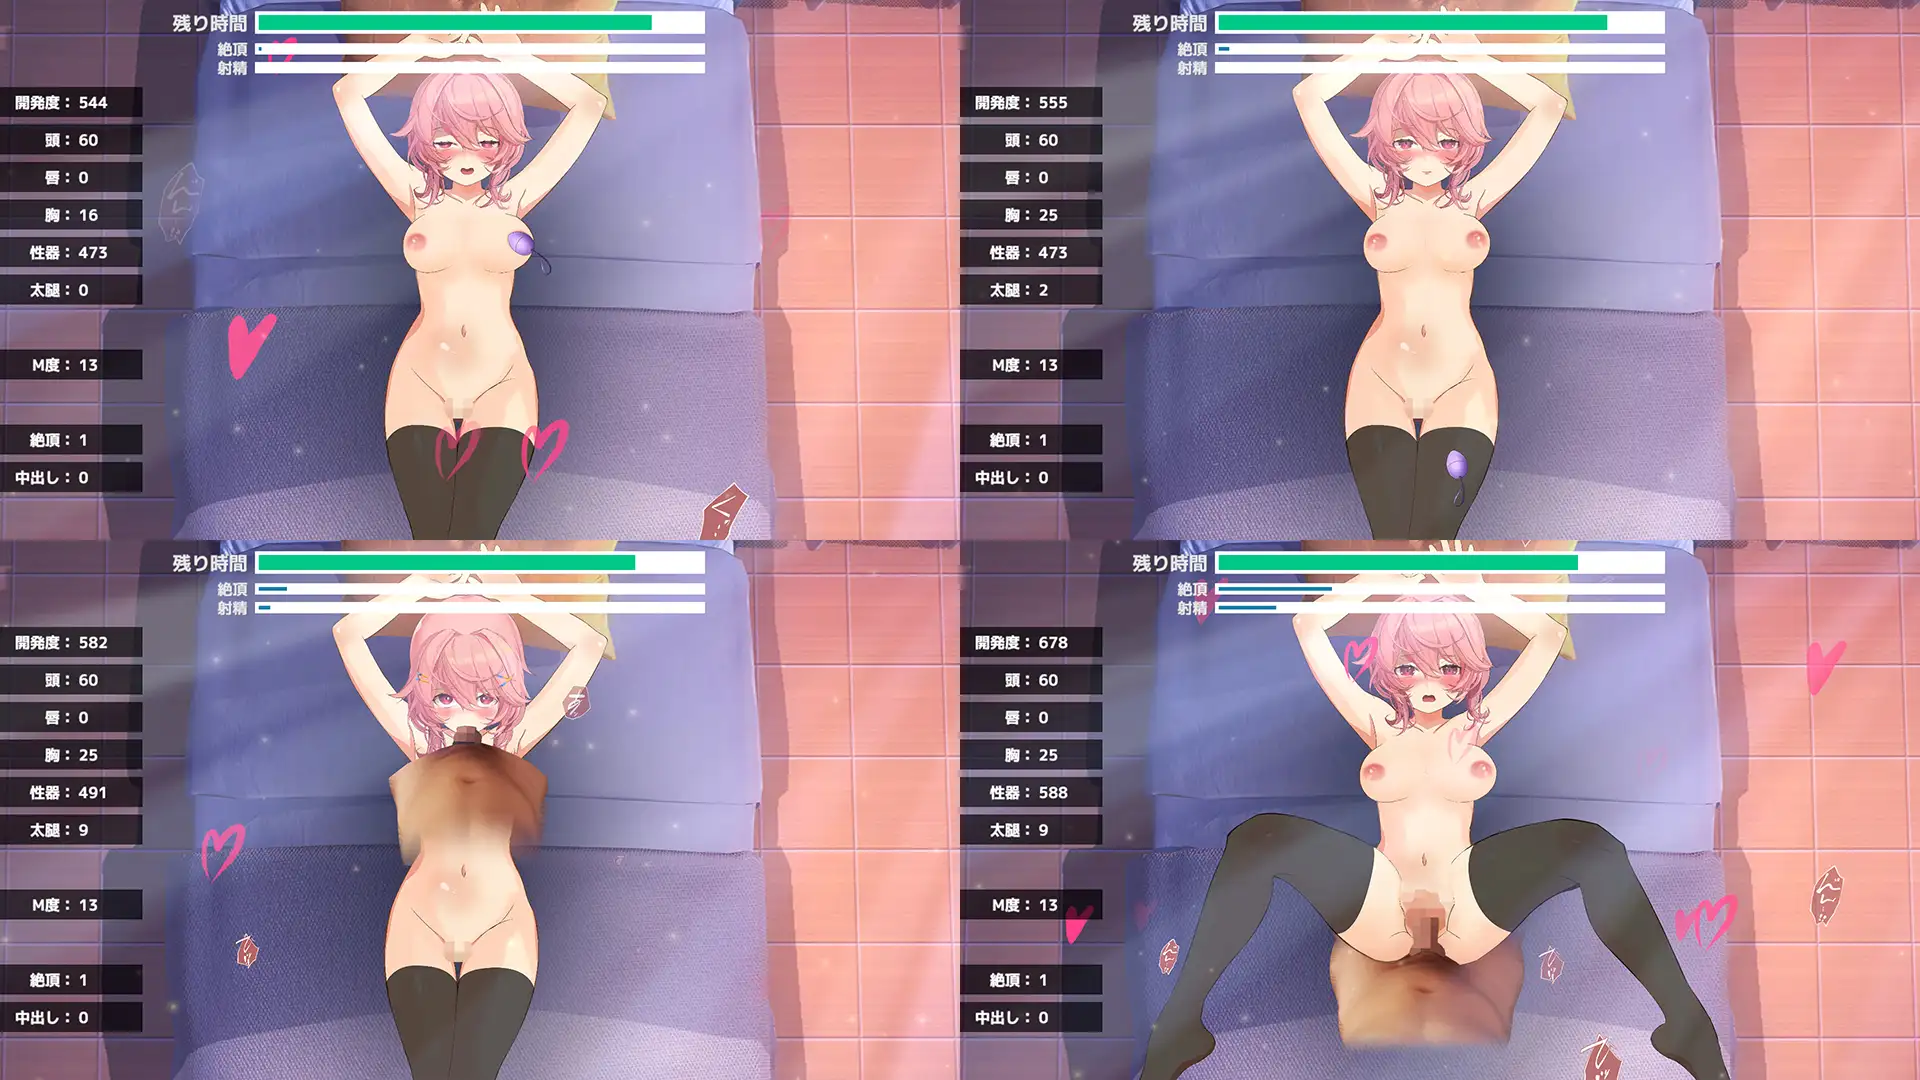 残り時間
絶頂
射精
開発度： 544
頭： 60
唇： 0
胸： 16
性器： 473
太腿： 0
M度： 13
絶頂： 1
中出し： 0
残り時間
絶頂
射精
開発度： 555
頭： 60
唇： 0
胸： 25
性器： 473
太腿： 2
M度： 13
絶頂： 1
中出し： 0
残り時間
絶頂
射精
開発度： 582
頭： 60
唇： 0
胸： 25
性器： 491
太腿： 9
M度： 13
絶頂： 1
中出し： 0
残り時間
絶頂
射精
開発度： 678
頭： 60
唇： 0
胸： 25
性器： 588
太腿： 9
M度： 13
絶頂： 1
中出し： 0